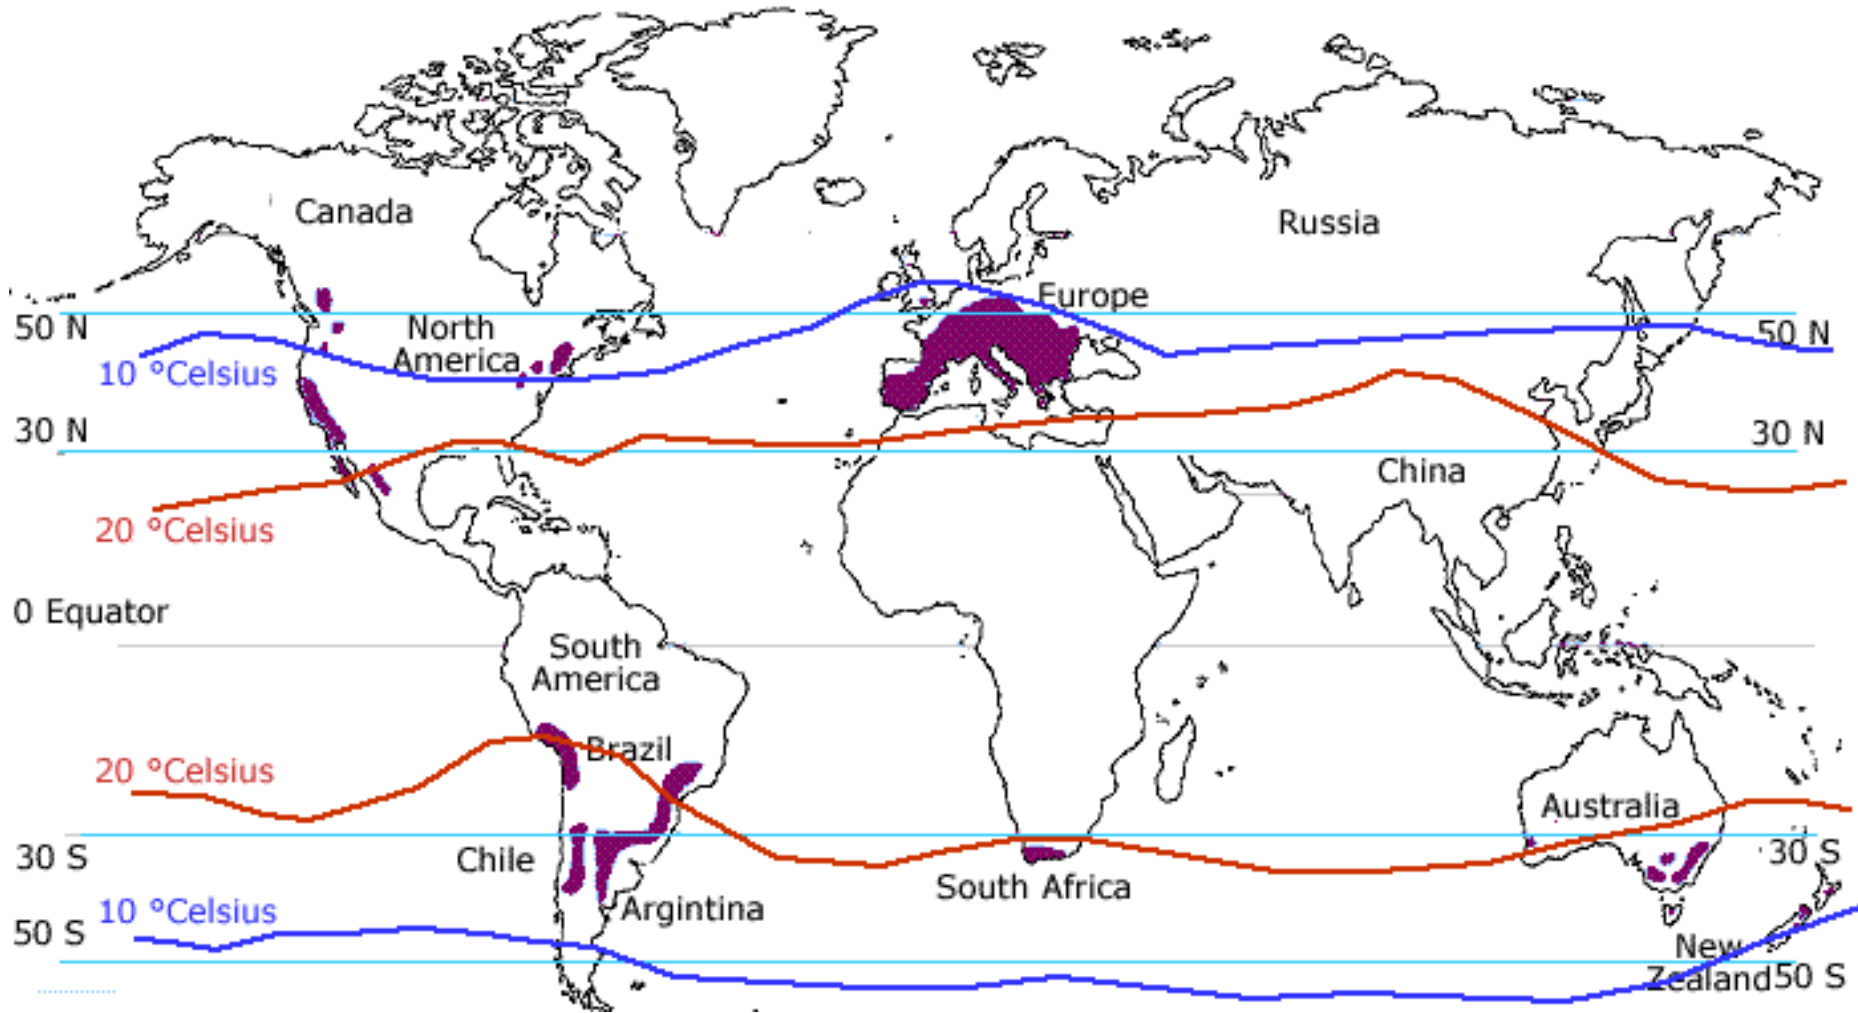 Canada
Russia
Europe
50 N
North
America
50 N
10 °Celsius
30 N
30 N
China
20 °Celsius
0 Equator
South
America
Brazil
20 °Celsius
Australia
30 S
Chile
30 S
South Africa
10 °Celsius
Argintina
50 S
New
Zealand
50 S